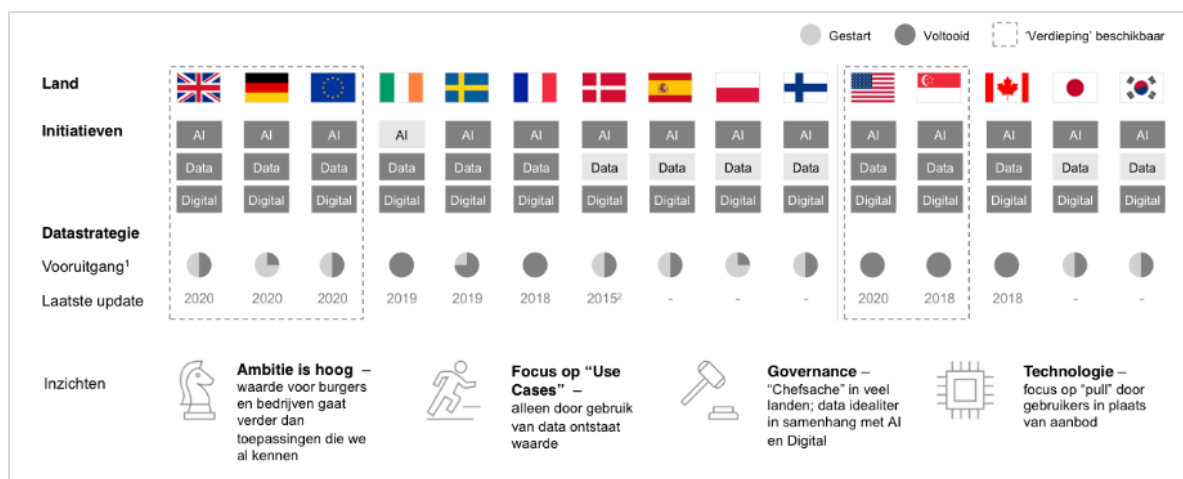 Gestart Voltooid 'Verdieping' beschikbaar
Land
Initiatieven AI AI AI AI AI AI AI AI AI AI AI AI AI AI AI
Data Data Data Data Data Data Data Data Data Data Data Data Data Data Data
Digital Digital Digital Digital Digital Digital Digital Digital Digital Digital Digital Digital Digital Digital Digital
Datastrategie
Vooruitgang¹
Laatste update 2020 2020 2020 2019 2019 2018 2015² - - - 2020 2018 2018 - -
Inzichten
Ambitie is hoog –
waarde voor burgers
en bedrijven gaat
verder dan
toepassingen die we
al kennen
Focus op “Use
Cases” –
alleen door gebruik
van data ontstaat
waarde
Governance –
“Chefsache” in veel
landen; data idealiter
in samenhang met AI
en Digital
Technologie –
focus op “pull” door
gebruikers in plaats
van aanbod